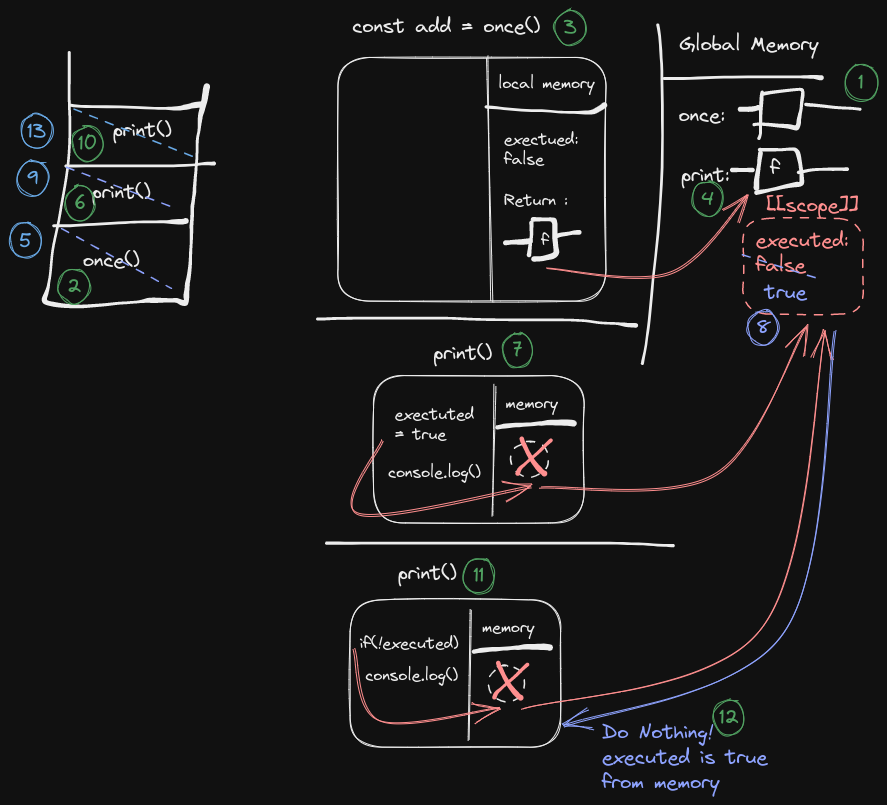 const add = once() 3
local memory
exectued:
false
Return :
f
Global Memory
1
once:
print:
f
4
[[scope]]
executed:
false
true
8
13
10
print()
9
6
print()
5
once()
2
print() 7
memory
exectuted
= true
console.log()
print() 11
memory
if(!executed)
console.log()
12
Do Nothing!
executed is true
from memory